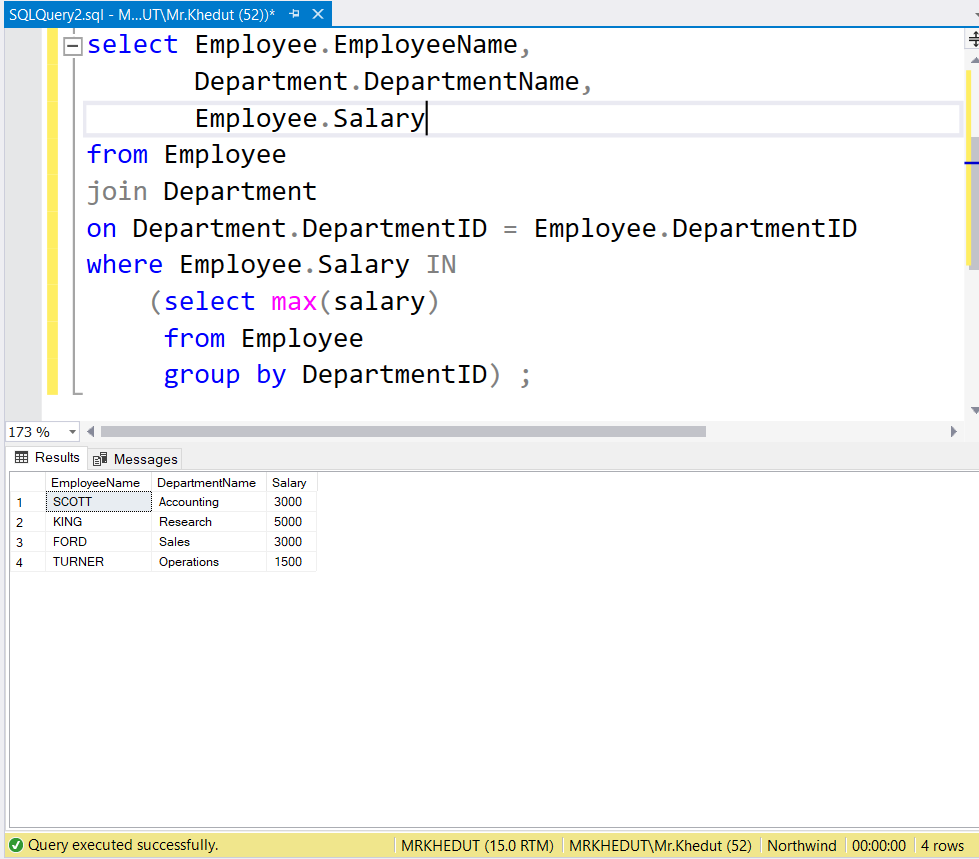 SQLQuery2.sql - M...UT\Mr.Khedut (52))*
select Employee.EmployeeName,
Department.DepartmentName,
Employee.Salary
from Employee
join Department
on Department.DepartmentID = Employee.DepartmentID
where Employee.Salary IN
(select max(salary)
from Employee
group by DepartmentID) ;
173 %
Results Messages
EmployeeName DepartmentName Salary
1 SCOTT Accounting 3000
2 KING Research 5000
3 FORD Sales 3000
4 TURNER Operations 1500
Query executed successfully. MRKHEDUT (15.0 RTM) MRKHEDUT\Mr.Khedut (52) Northwind 00:00:00 4 rows